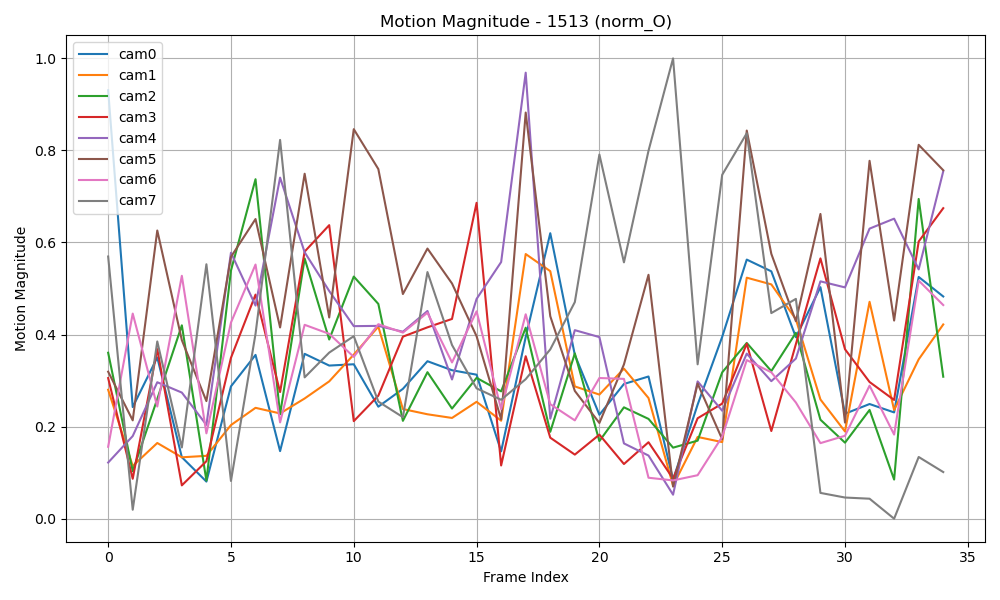 Motion Magnitude - 1513 (norm_O)
Motion Magnitude
1.0
0.8
0.6
0.4
0.2
0.0
cam0
cam1
cam2
cam3
cam4
cam5
cam6
cam7
0 5 10 15 20 25 30 35
Frame Index